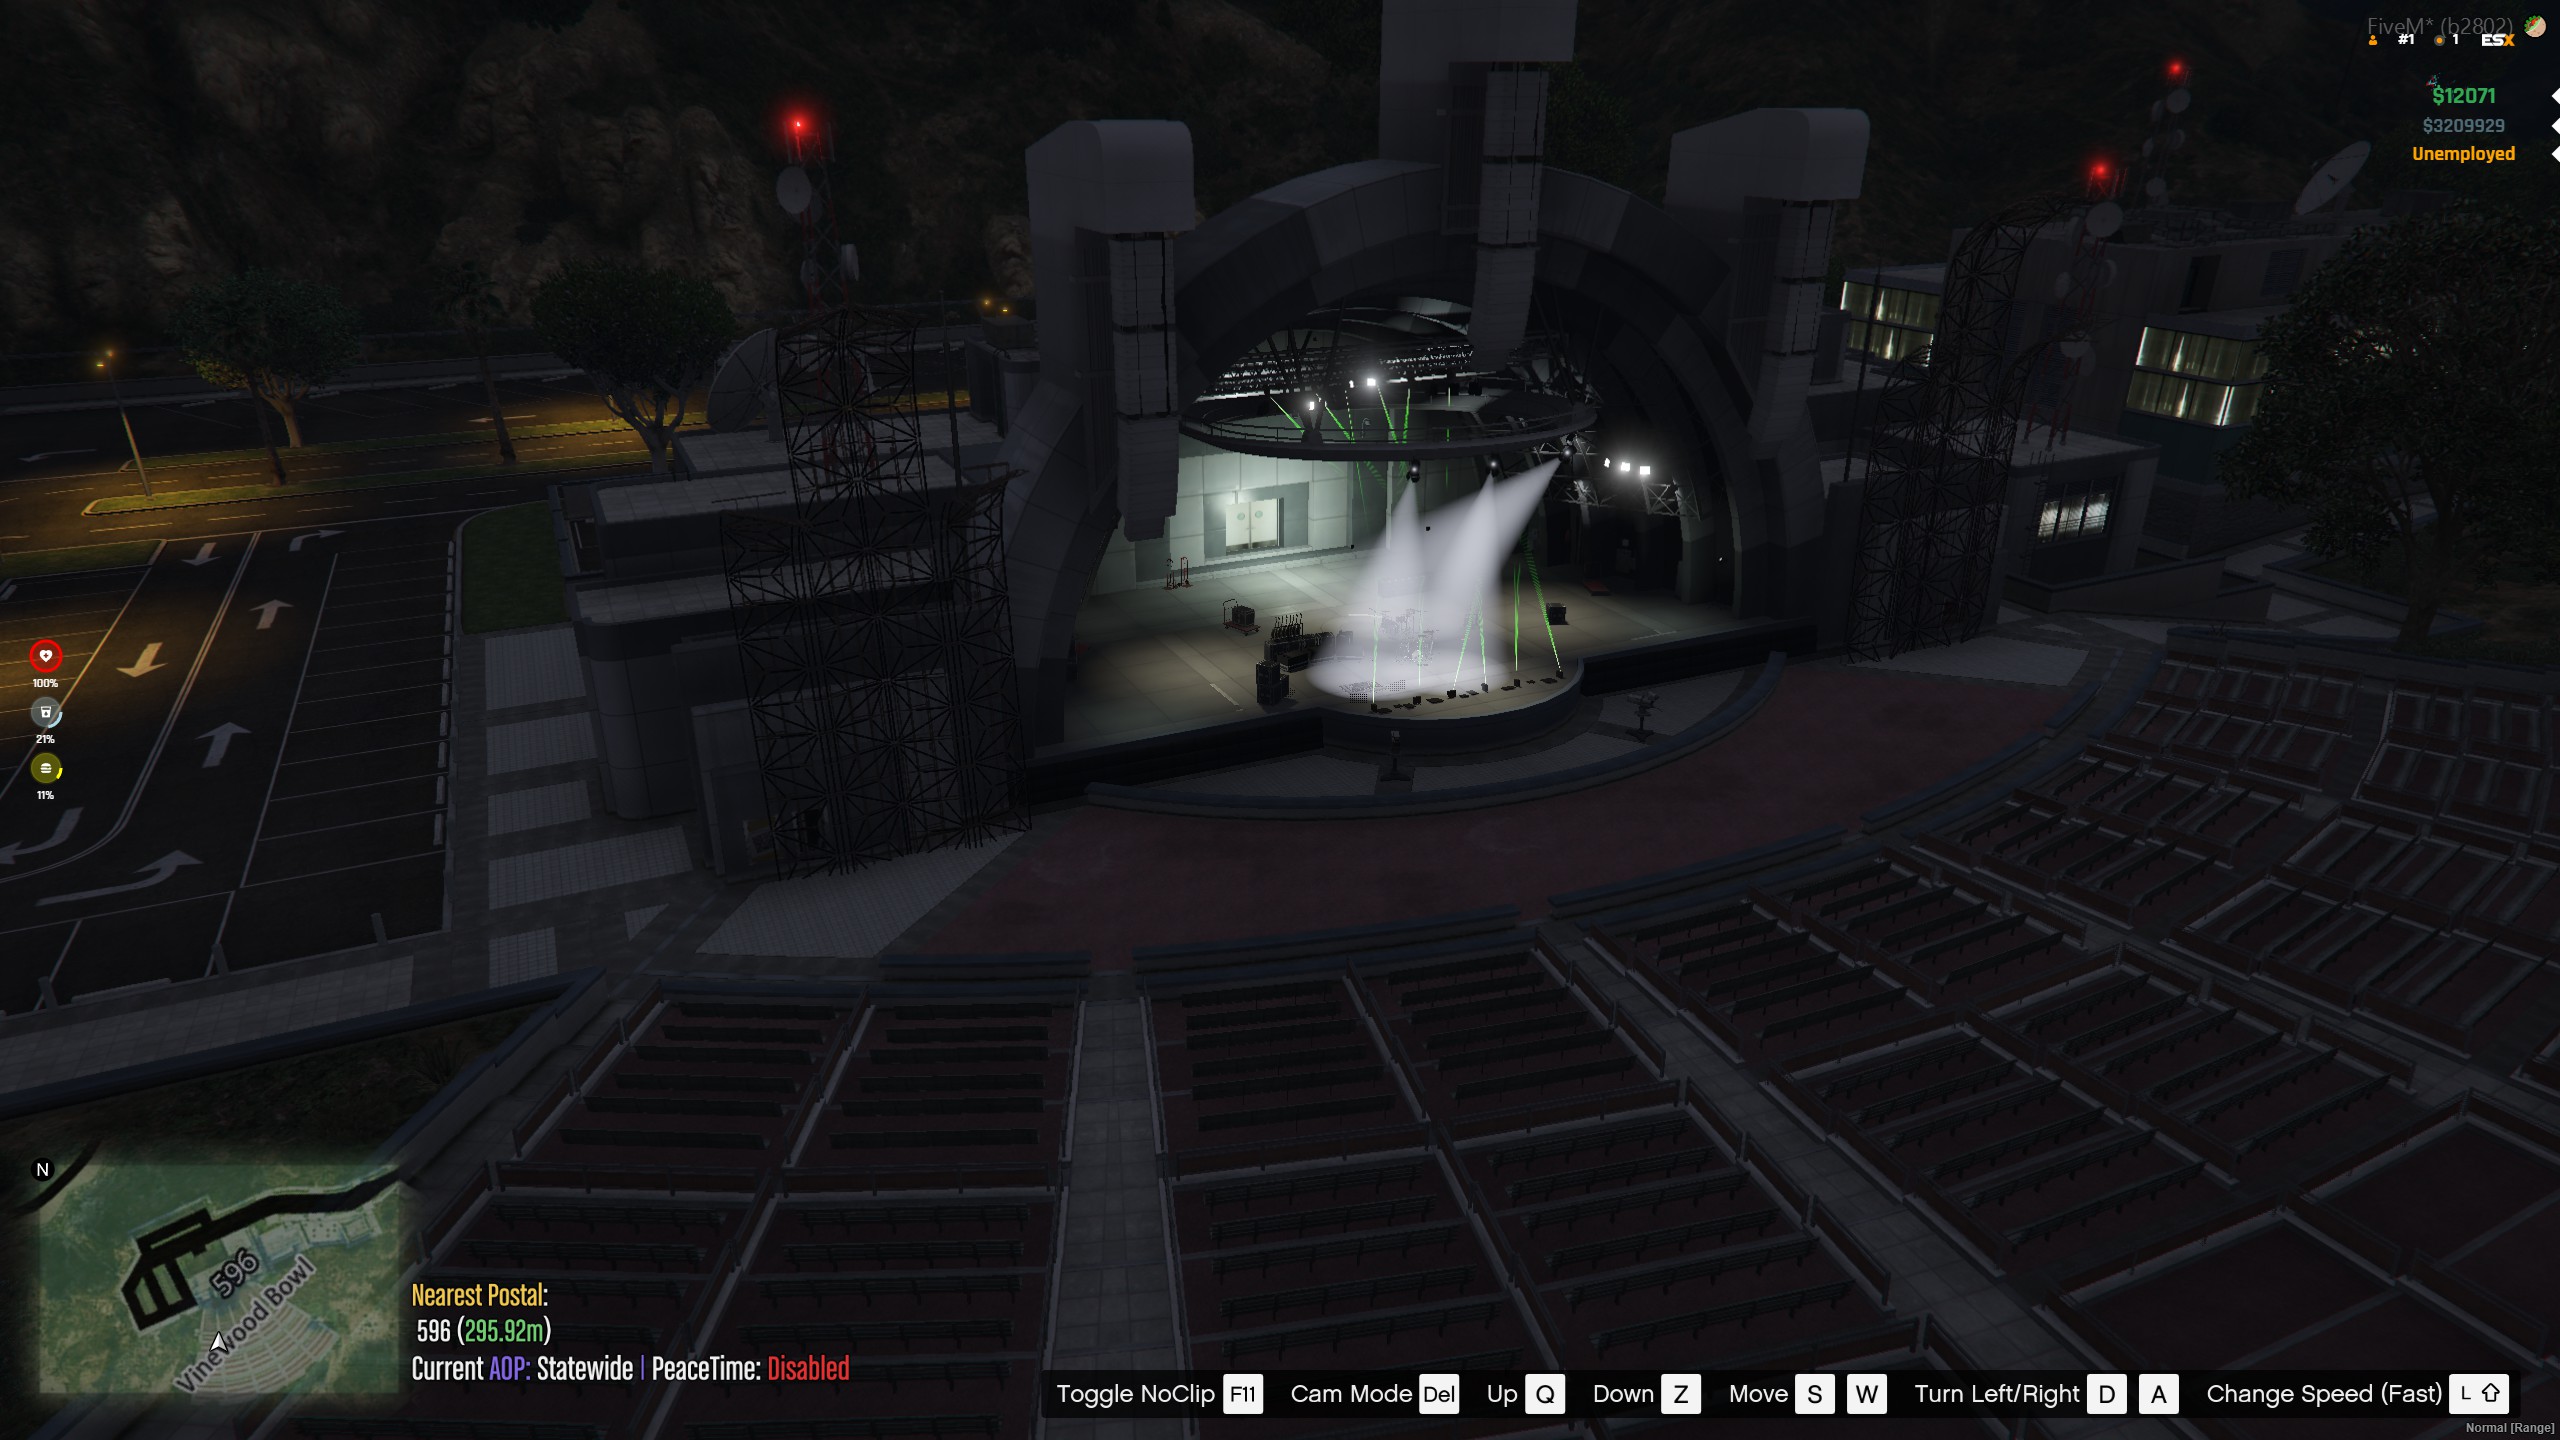 FiveM* (b2802)
#1 1 ESX
$12071
$3209929
Unemployed
100%
21%
11%
N
596
Vinewood Bowl
Nearest Postal:
596 (295.92m)
Current AOP: Statewide | PeaceTime: Disabled
Toggle NoClip F11 Cam Mode Del Up Q Down Z Move S W Turn Left/Right D A Change Speed (Fast) L ⇧
Normal [Range]